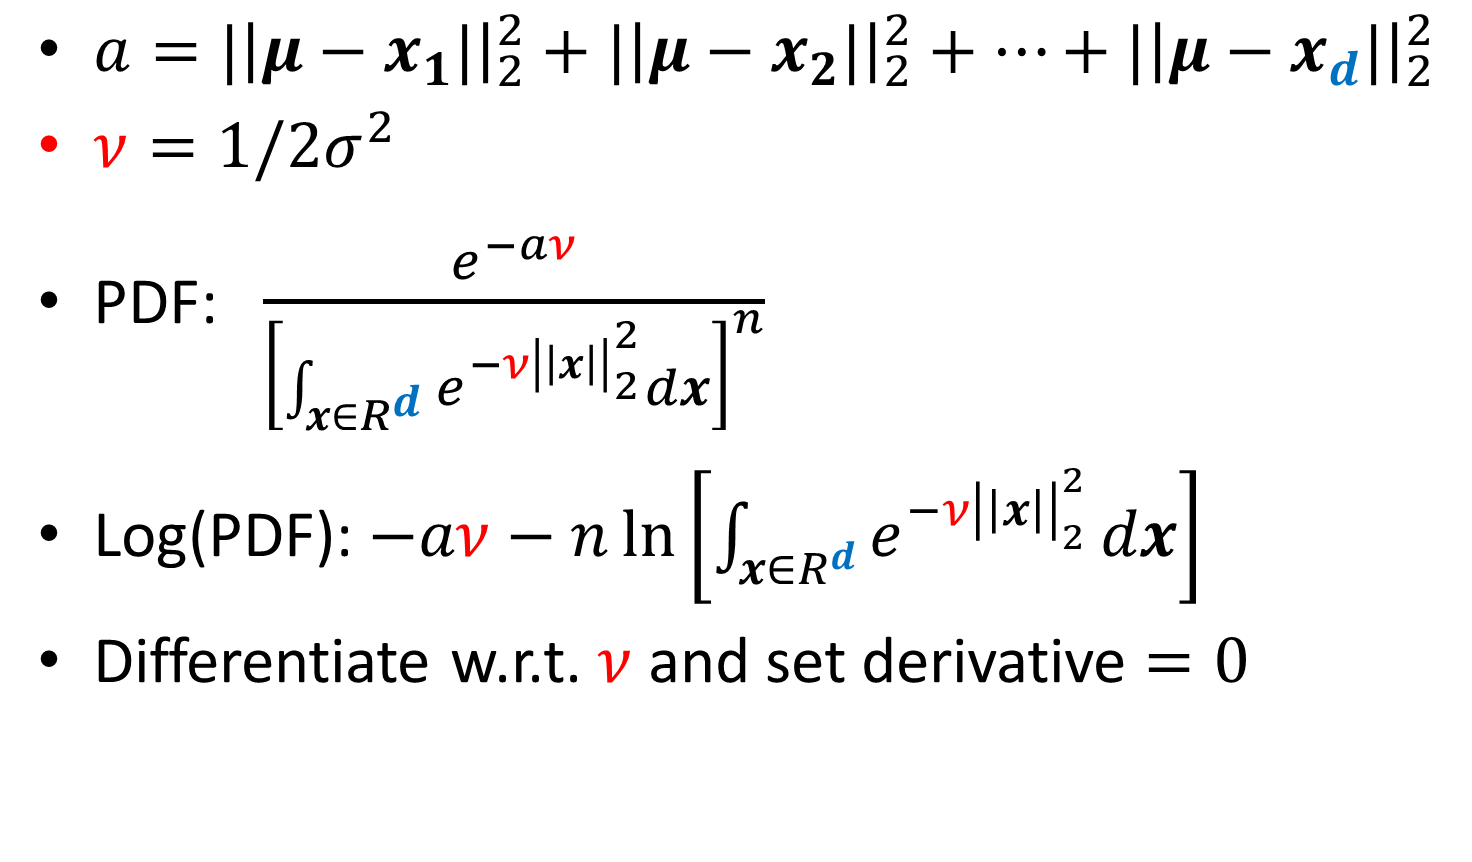 • a = ||μ − x₁||₂² + ||μ − x₂||₂² + ⋯ + ||μ − x_d||₂²
• ν = 1/2σ²
• PDF: e^{−aν} / [∫_{x∈R^d} e^{−ν||x||₂²} dx]^n
• Log(PDF): −aν − n ln [∫_{x∈R^d} e^{−ν||x||₂²} dx]
• Differentiate w.r.t. ν and set derivative = 0